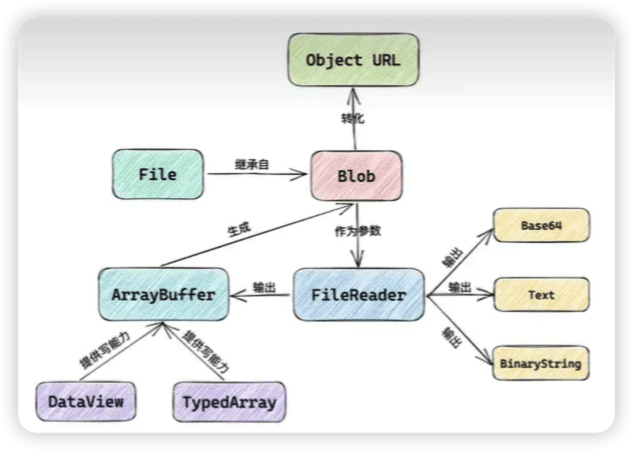 Object URL
转化
File
继承自
Blob
生成
作为参数
Base64
输出
ArrayBuffer
输出
FileReader
输出
Text
提供写能力
提供写能力
输出
BinaryString
DataView
TypedArray